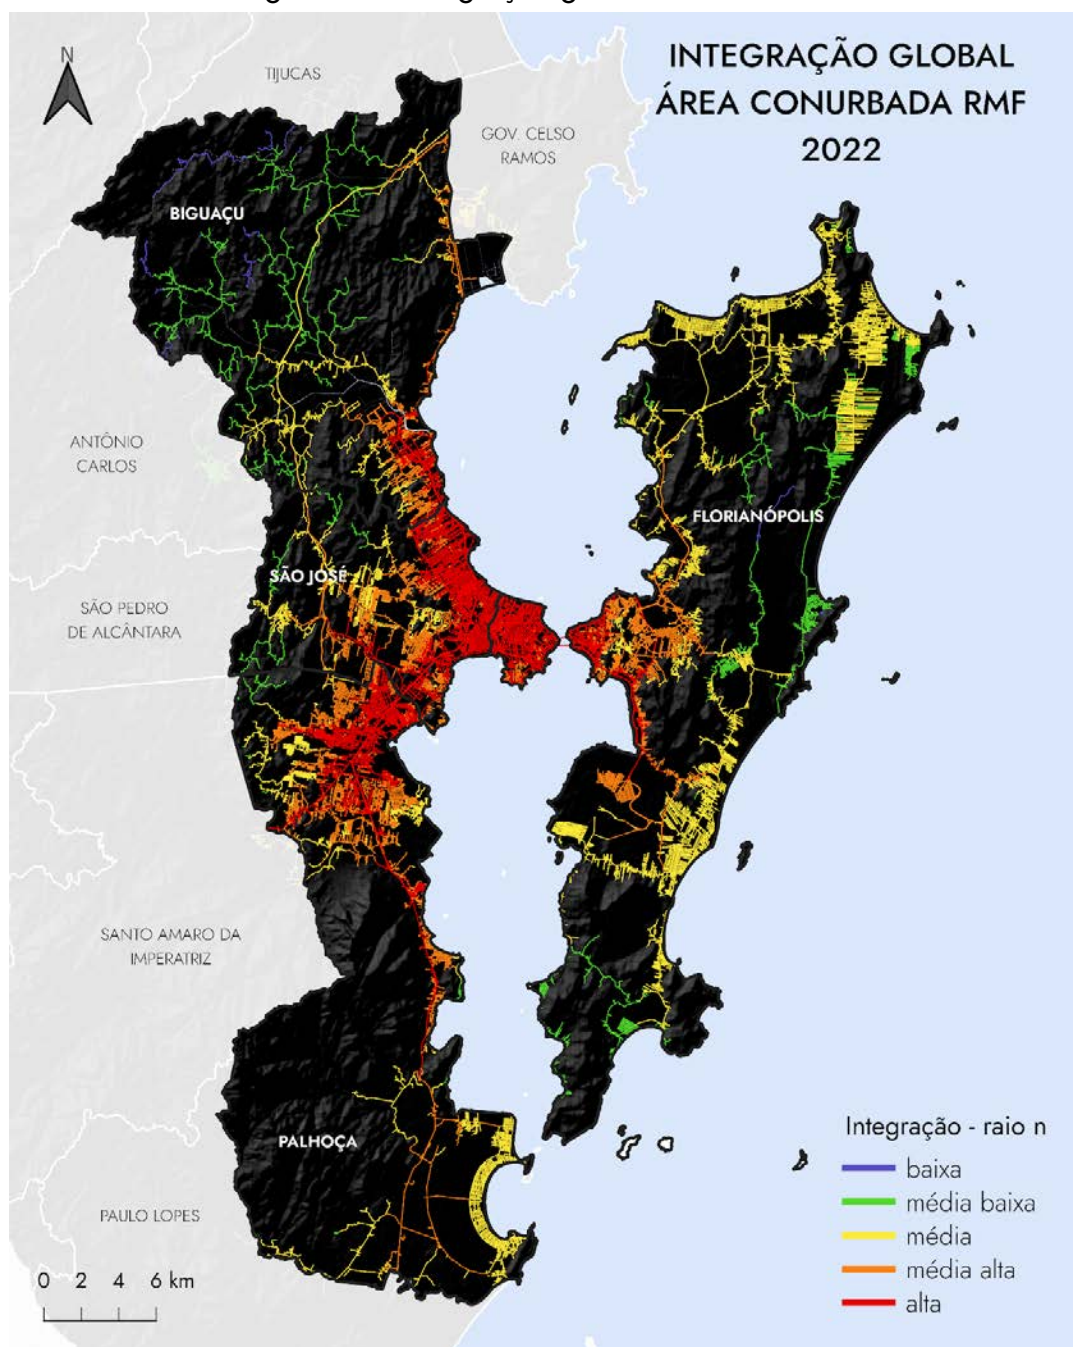 INTEGRAÇÃO GLOBAL
ÁREA CONURBADA RMF
2022
N
TIJUCAS
GOV. CELSO
RAMOS
BIGUAÇU
ANTÔNIO
CARLOS
FLORIANÓPOLIS
SÃO JOSÉ
SÃO PEDRO
DE ALCÂNTARA
SANTO AMARO DA
IMPERATRIZ
PALHOÇA
PAULO LOPES
Integração - raio n
baixa
média baixa
média
média alta
alta
0 2 4 6 km